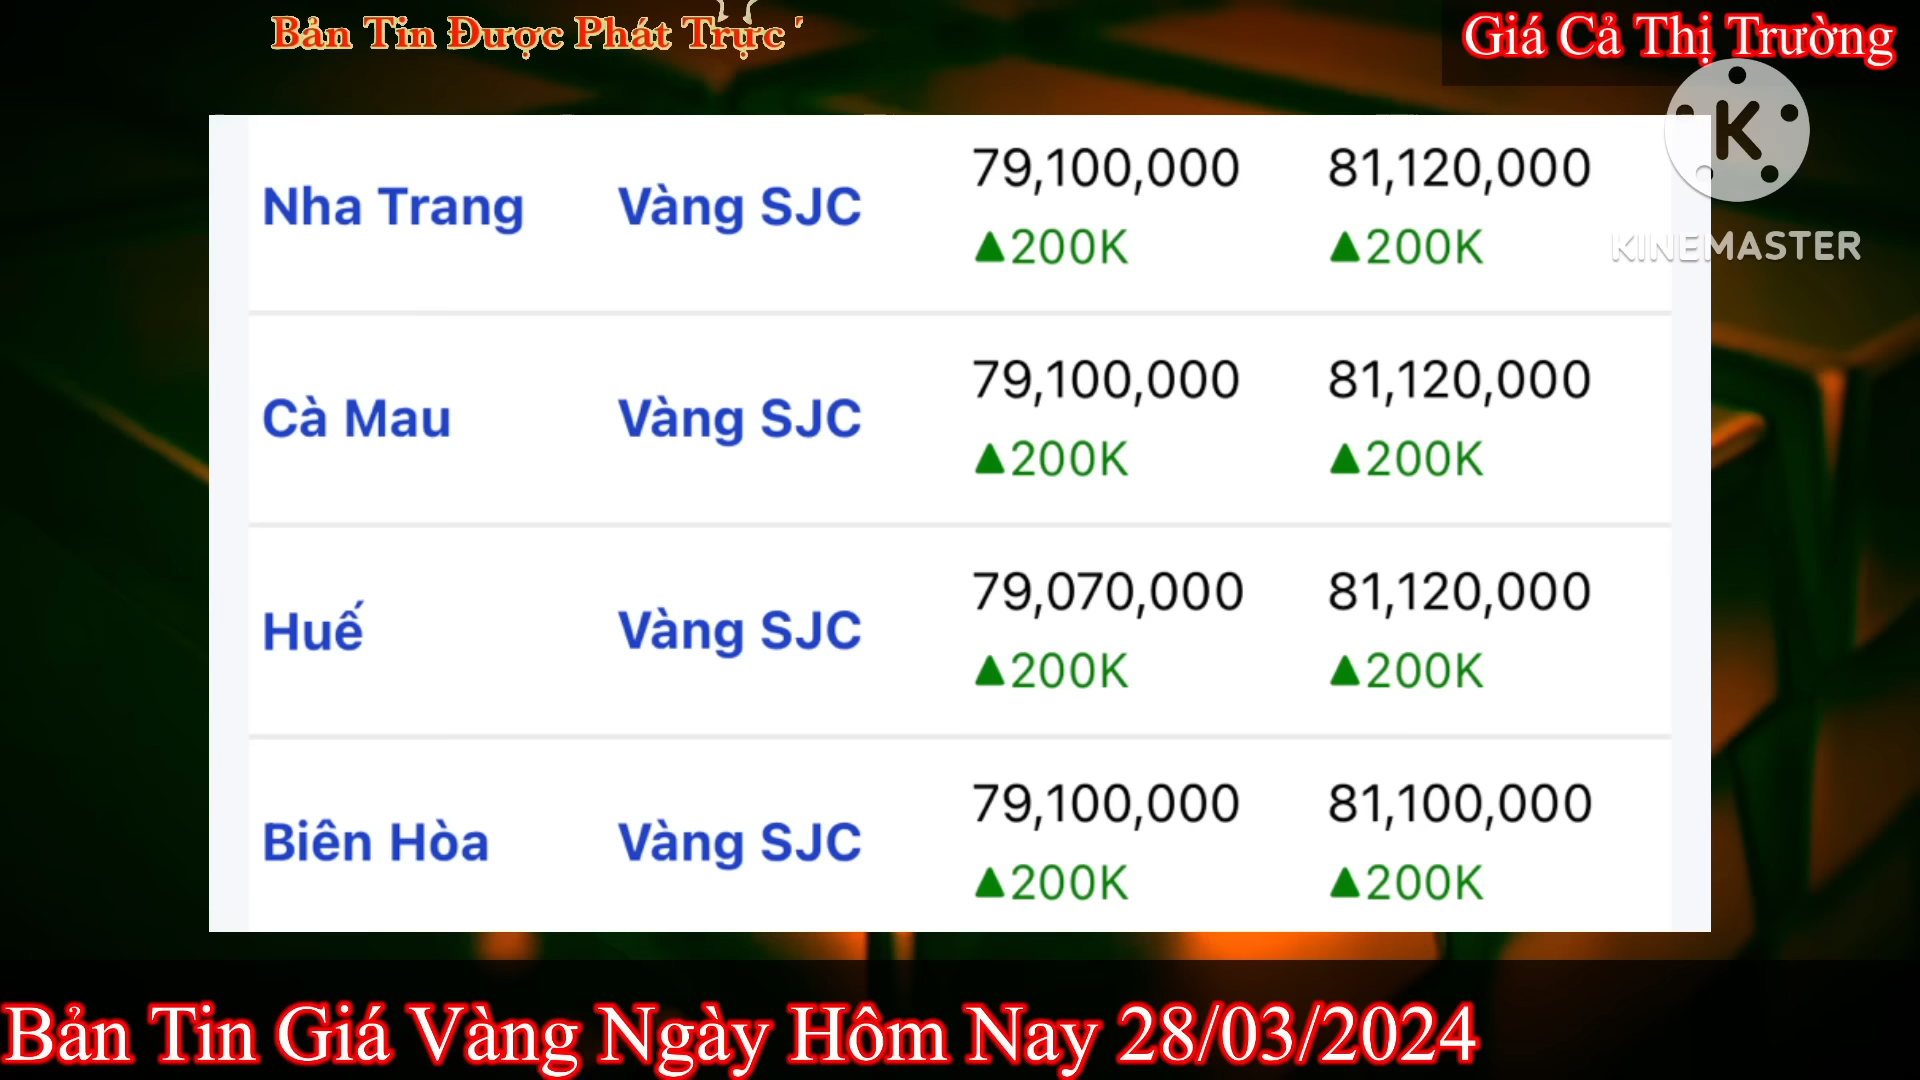 Bản Tin Được Phát Trực
Giá Cả Thị Trường
K
KINEMASTER
Nha Trang Vàng SJC 79,100,000 81,120,000
▲200K ▲200K
Cà Mau Vàng SJC 79,100,000 81,120,000
▲200K ▲200K
Huế Vàng SJC 79,070,000 81,120,000
▲200K ▲200K
Biên Hòa Vàng SJC 79,100,000 81,100,000
▲200K ▲200K
Bản Tin Giá Vàng Ngày Hôm Nay 28/03/2024